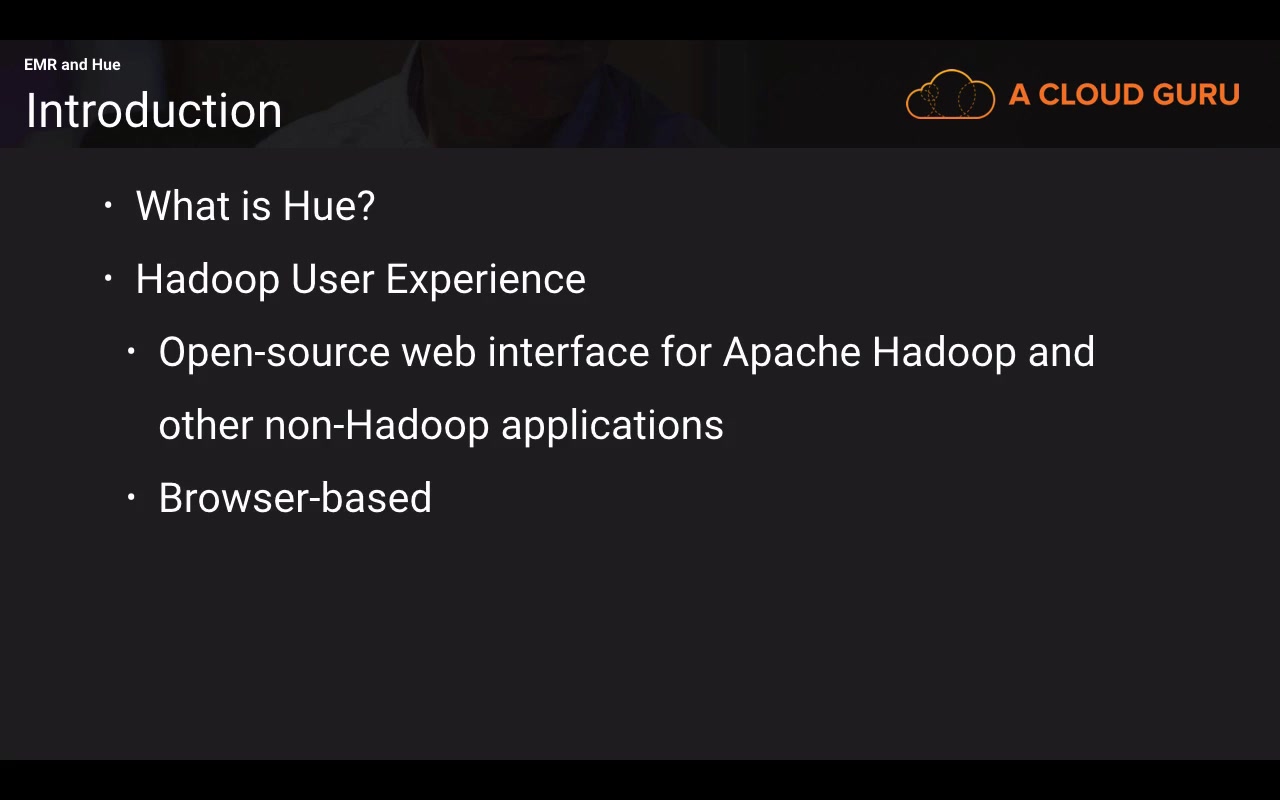 EMR and Hue
Introduction
A CLOUD GURU
• What is Hue?
• Hadoop User Experience
• Open-source web interface for Apache Hadoop and
other non-Hadoop applications
• Browser-based